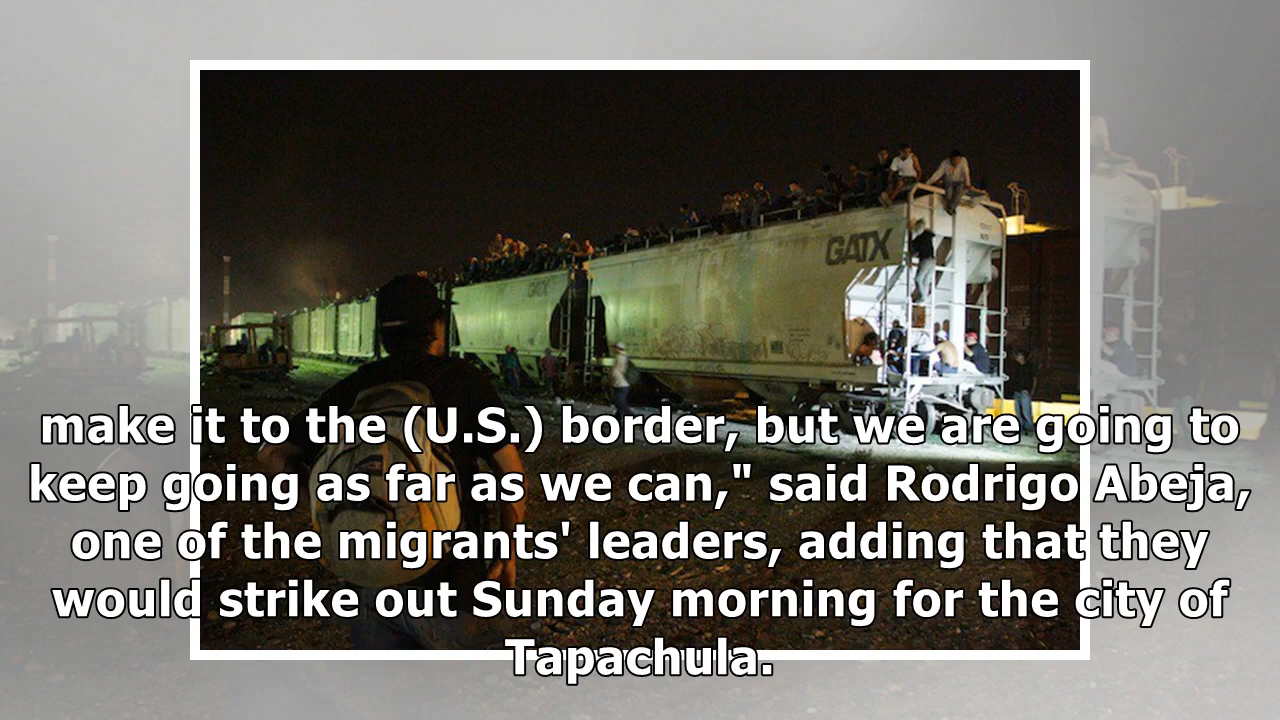 GATX
GATX
make it to the (U.S.) border, but we are going to
keep going as far as we can," said Rodrigo Abeja,
one of the migrants' leaders, adding that they
would strike out Sunday morning for the city of
Tapachula.